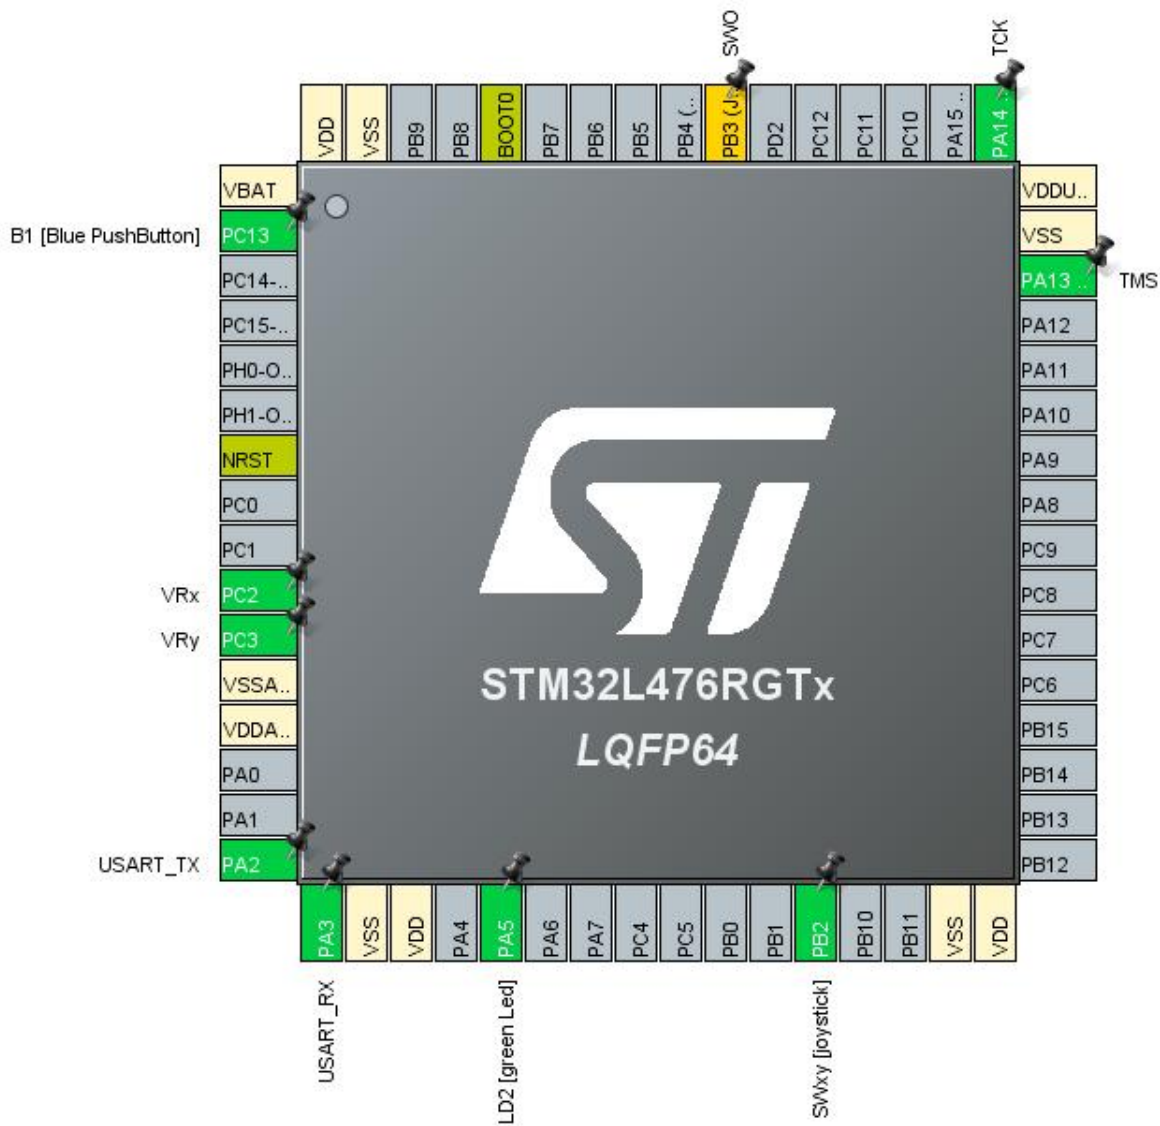 SWO
TCK
VDD
VSS
PB9
PB8
BOOT0
PB7
PB6
PB5
PB4 (..
PB3 (J..
PD2
PC12
PC11
PC10
PA15 ..
PA14 ..
VBAT
B1 [Blue PushButton]
PC13
PC14-..
PC15-..
PH0-O..
PH1-O..
NRST
PC0
PC1
VRx
PC2
VRy
PC3
VSSA..
VDDA..
PA0
PA1
USART_TX
PA2
VDDU..
VSS
PA13 ..
TMS
PA12
PA11
PA10
PA9
PA8
PC9
PC8
PC7
PC6
PB15
PB14
PB13
PB12
STM32L476RGTx
LQFP64
PA3
VSS
VDD
PA4
PA5
PA6
PA7
PC4
PC5
PB0
PB1
PB2
PB10
PB11
VSS
VDD
USART_RX
LD2 [green Led]
SWxy [joystick]